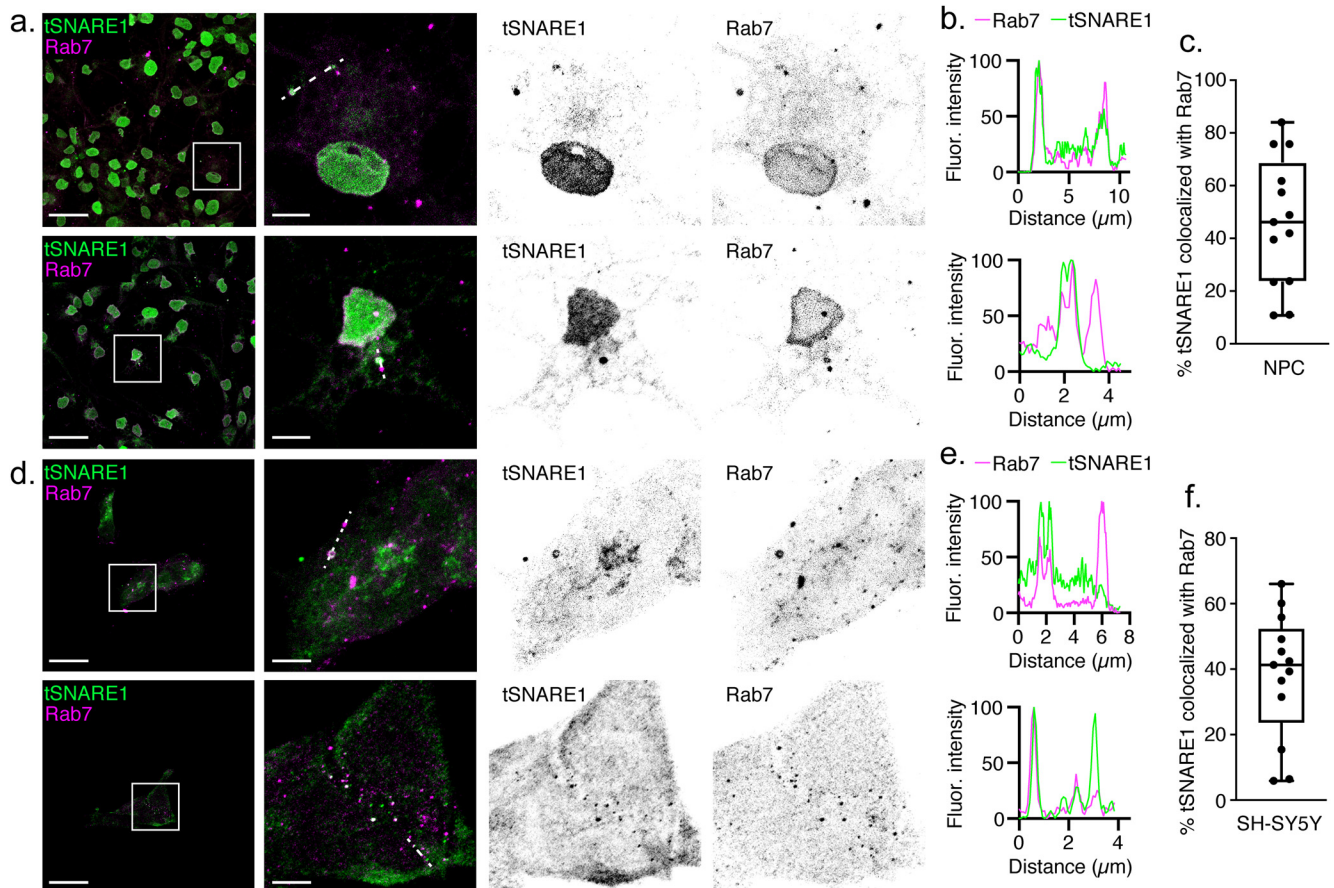 a.
tSNARE1
Rab7
tSNARE1
Rab7
tSNARE1
Rab7
tSNARE1
Rab7
b.
Rab7 tSNARE1
Fluor. intensity
100
50
0
0 5 10
Distance (µm)
Fluor. intensity
100
50
0
0 2 4
Distance (µm)
c.
% tSNARE1 colocalized with Rab7
100
80
60
40
20
0
NPC
d.
tSNARE1
Rab7
tSNARE1
Rab7
tSNARE1
Rab7
tSNARE1
Rab7
e.
Rab7 tSNARE1
Fluor. intensity
100
50
0
0 2 4 6 8
Distance (µm)
Fluor. intensity
100
50
0
0 2 4
Distance (µm)
f.
% tSNARE1 colocalized with Rab7
80
60
40
20
0
SH-SY5Y